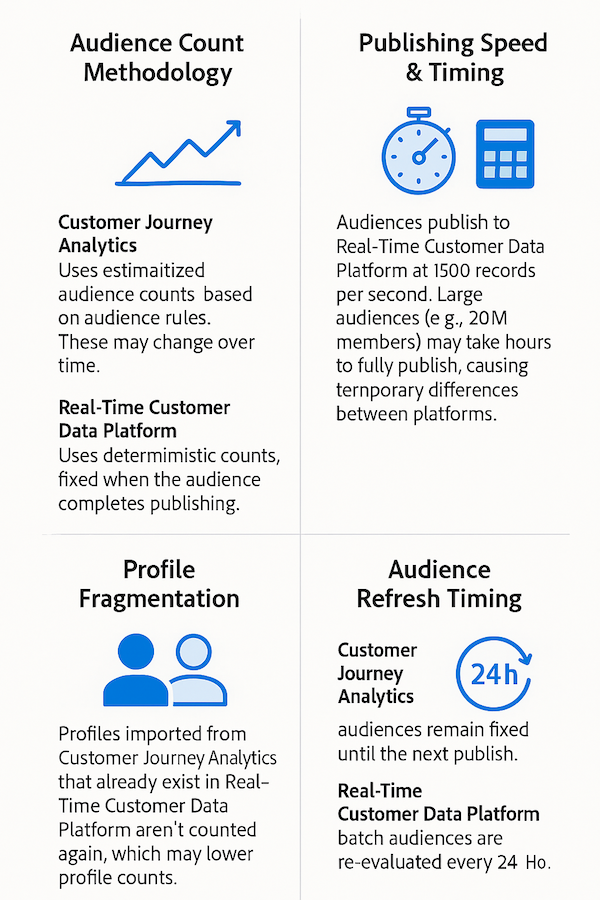 Audience Count
Methodology
Customer Journey
Analytics
Uses estimaitized
audience counts based
on audience rules.
These may change over
time.
Real-Time Customer
Data Platform
Uses determimistic counts,
fixed when the audience
completes publishing.
Publishing Speed
& Timing
Audiences publish to
Real-Time Customer Data
Platform at 1500 records
per second. Large
audiences (e g., 20M
members) may take hours
to fully publish, causing
ternporary differences
between platforms.
Profile
Fragmentation
Profiles imported from
Customer Journey Analytics
that already exist in Real–
Time Customer Data
Platform aren't counted
again, which may lower
profile counts.
Audience
Refresh Timing
Customer
Journey
Analytics
24h
audiences remain fixed
until the next publish.
Real-Time
Customer Data Platform
batch audiences are
re-evaluated every 24 Ho.